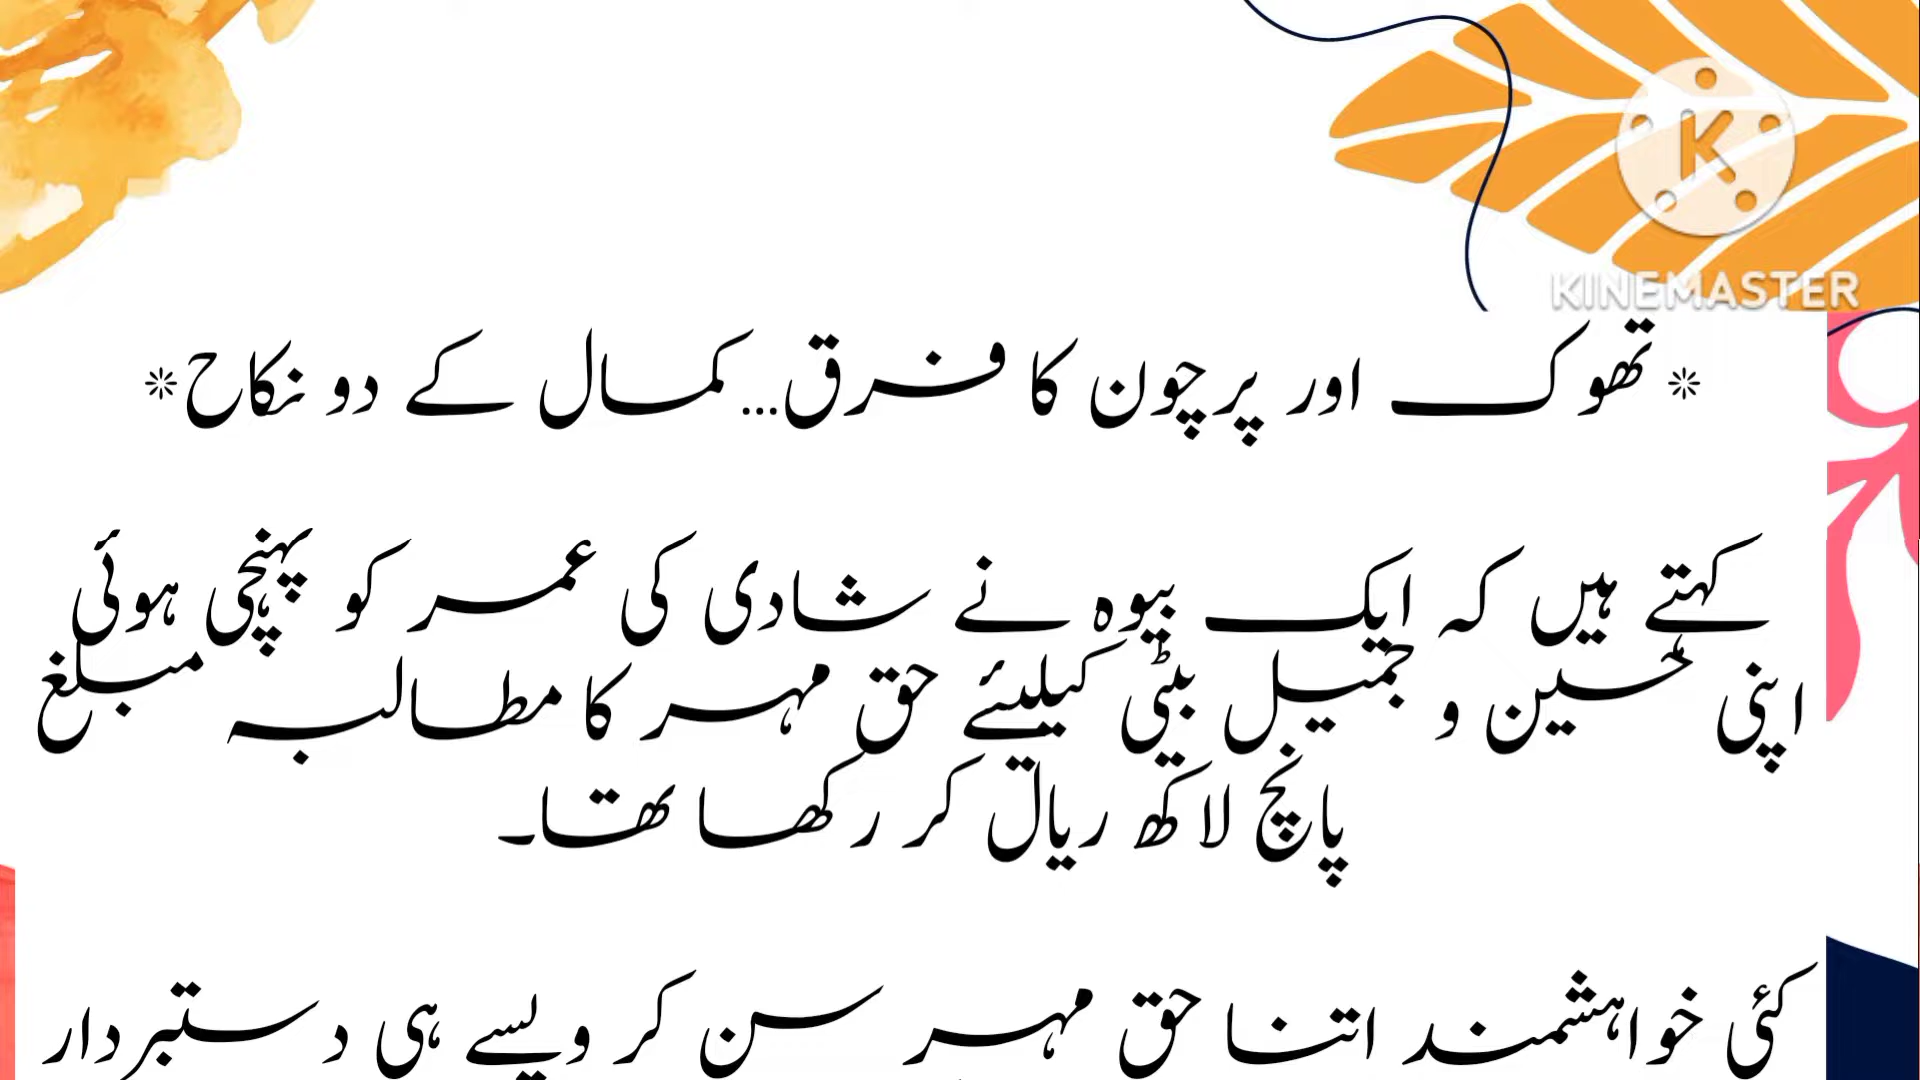 KINEMASTER
*تھوک اور پرچون کا فرق...کمال کے دو نکاح*
کہتے ہیں کہ ایک بیوہ نے شادی کی عمر کو پہنچی ہوئی
اپنی حسین و جمیل بیٹی کیلیئے حق مہر کا مطالبہ مبلغ
پانچ لاکھ ریال کر رکھا تھا۔
کئی خواہشمند اتنا حق مہر سن کر ویسے ہی دستبردار